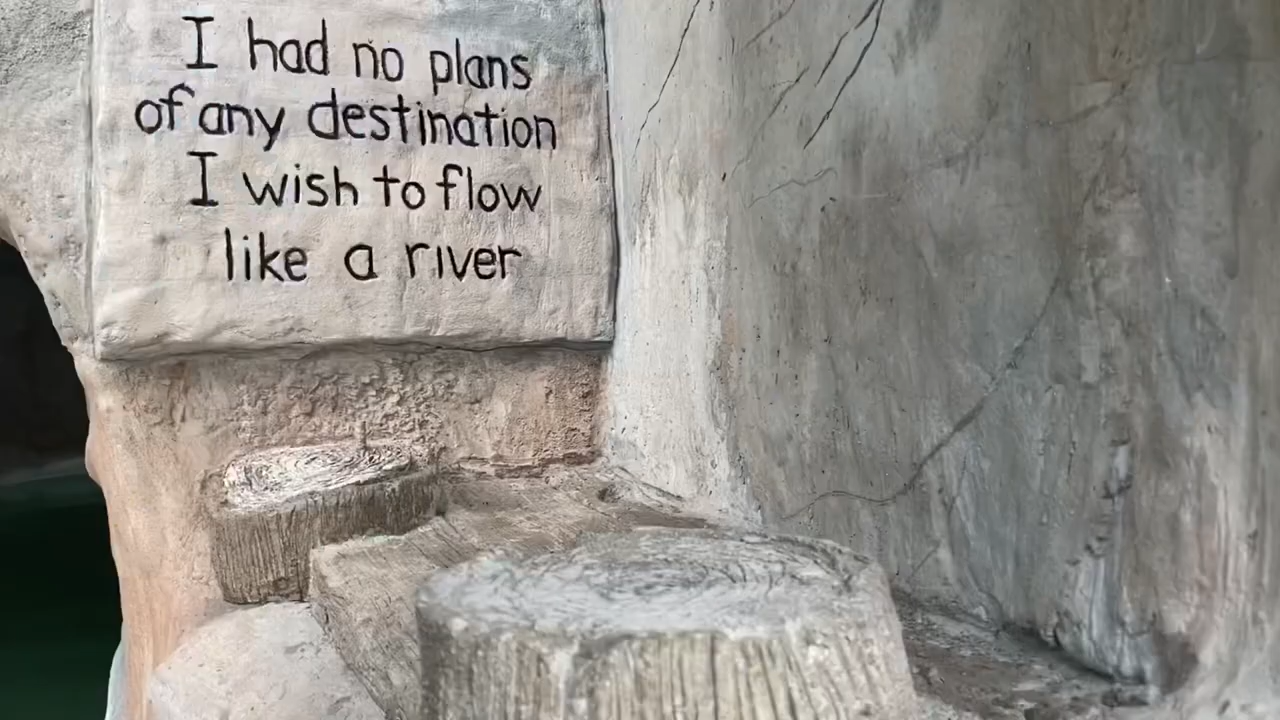 I had no plans
of any destination
I wish to flow
like a river